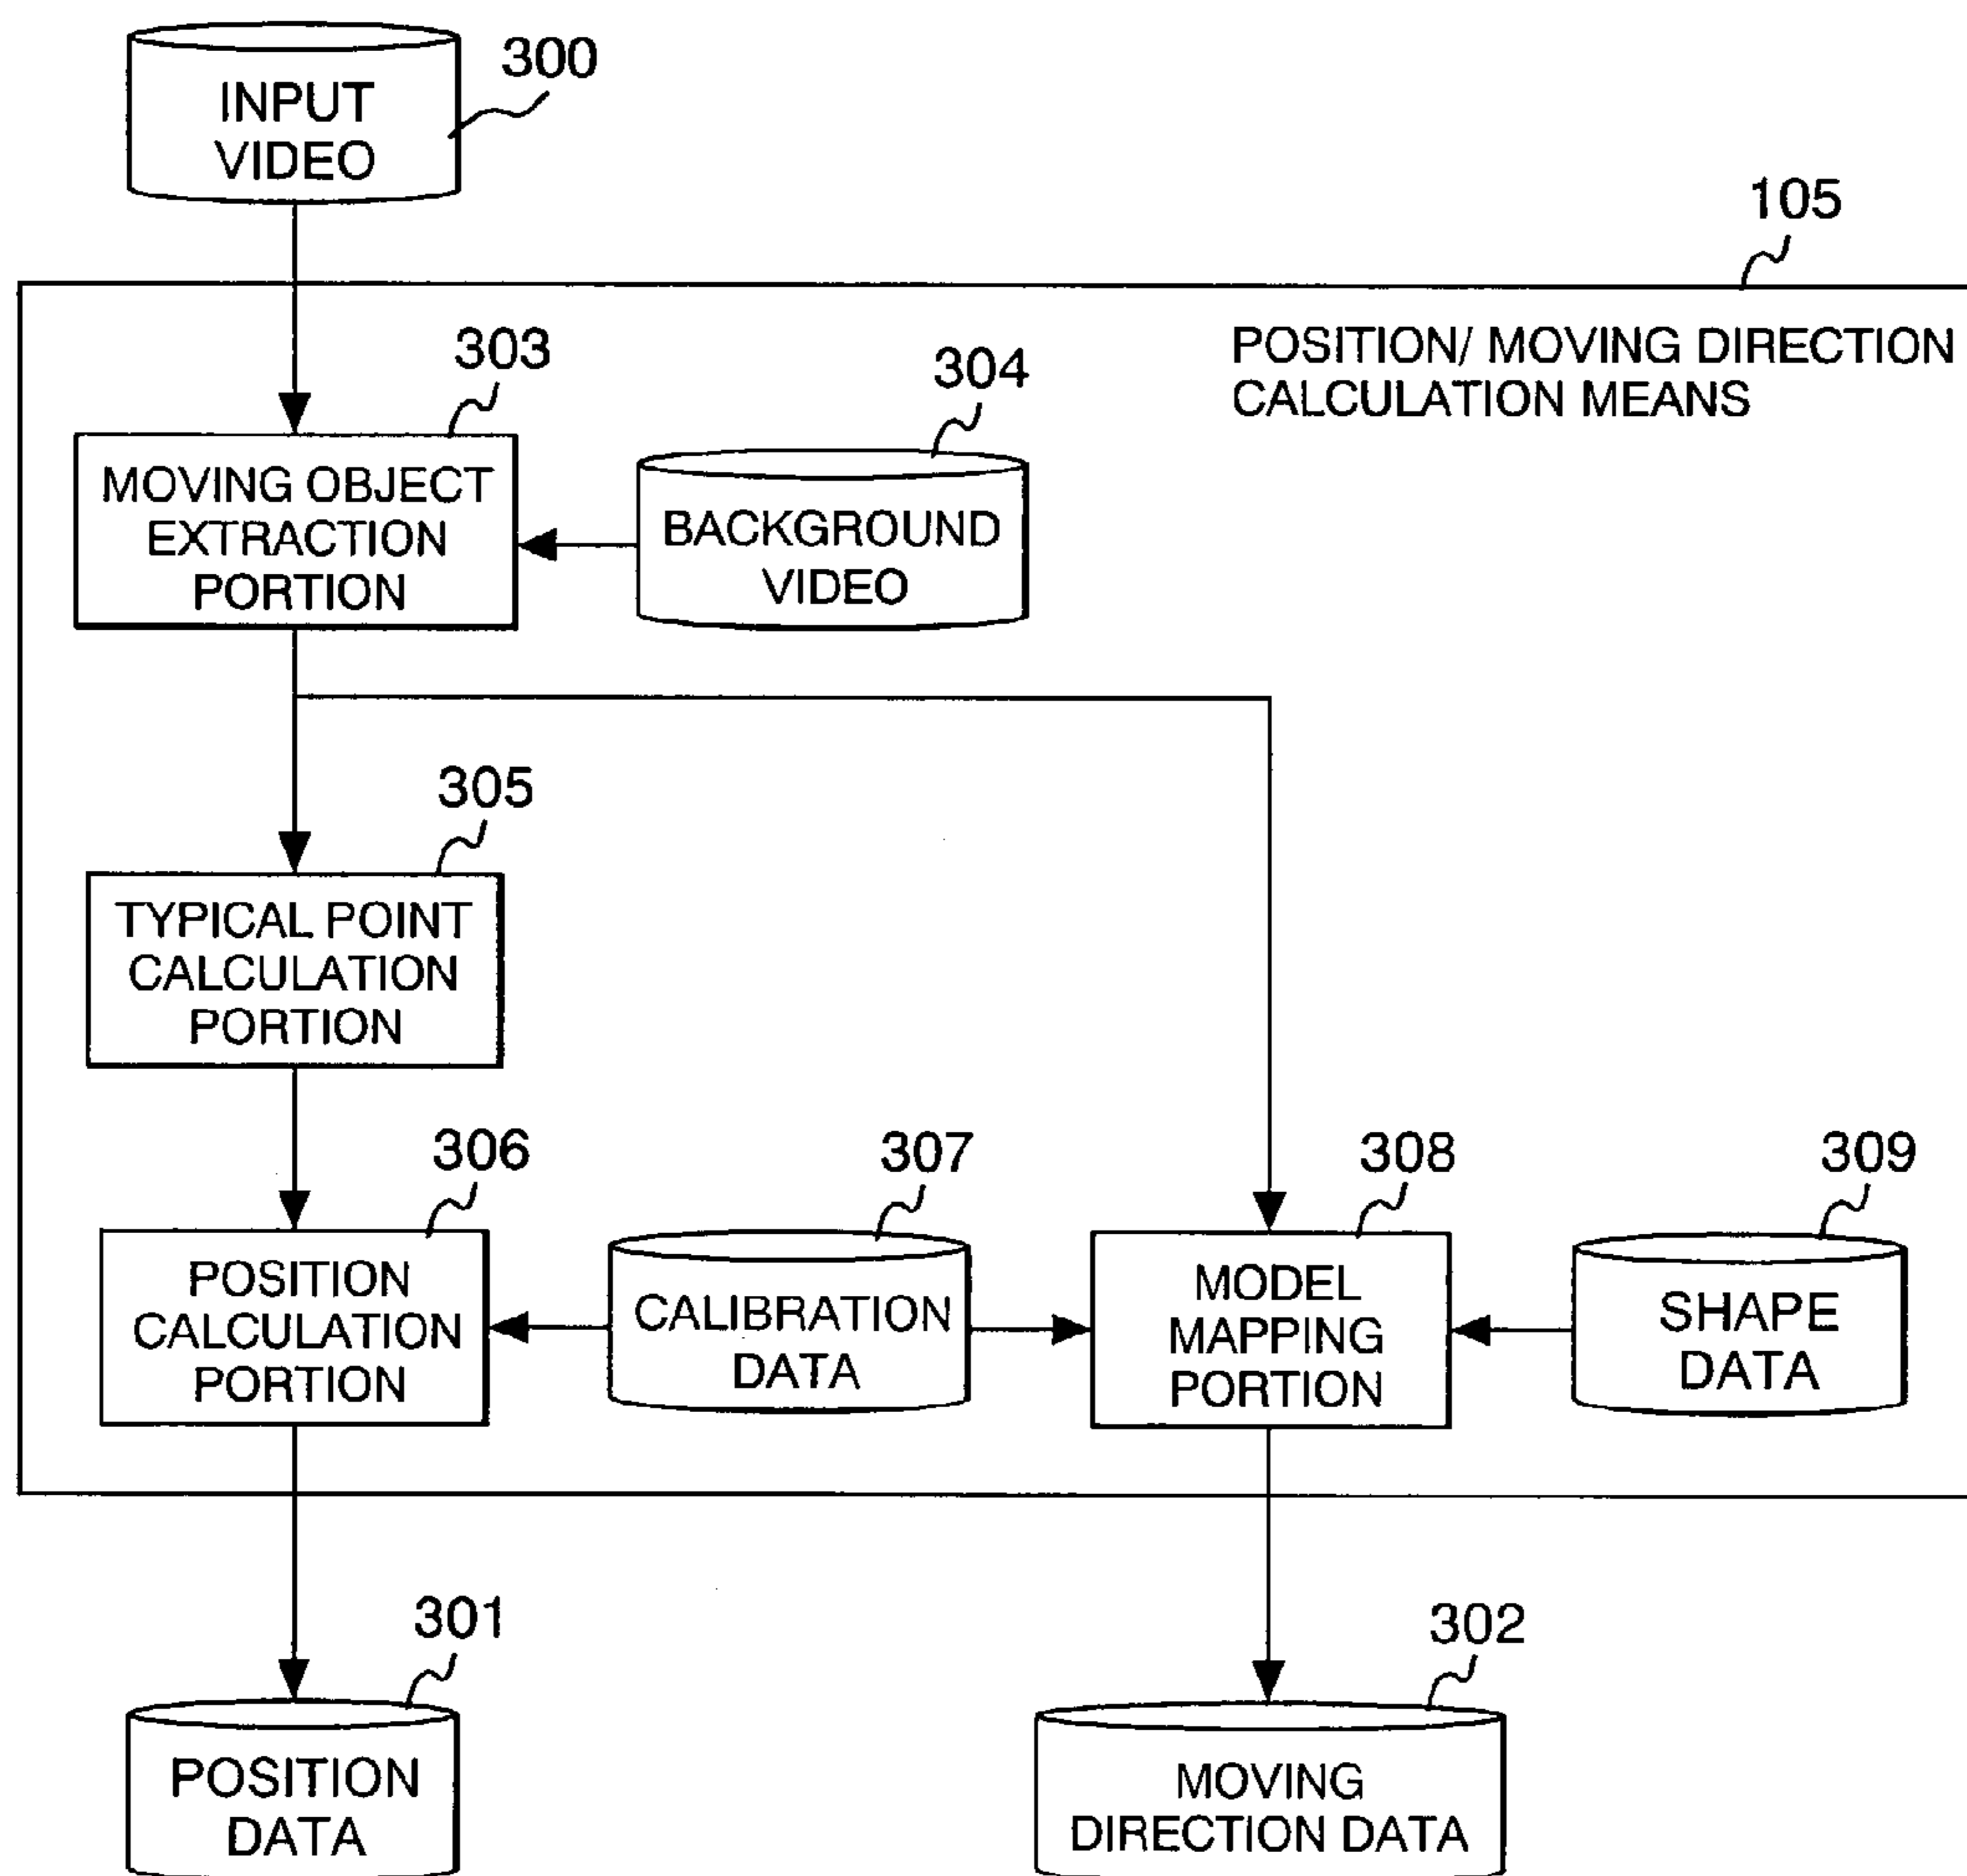 300
INPUT
VIDEO
105
POSITION/ MOVING DIRECTION
CALCULATION MEANS
303
304
MOVING OBJECT
EXTRACTION
PORTION
BACKGROUND
VIDEO
305
TYPICAL POINT
CALCULATION
PORTION
306
307
308
309
POSITION
CALCULATION
PORTION
CALIBRATION
DATA
MODEL
MAPPING
PORTION
SHAPE
DATA
301
302
POSITION
DATA
MOVING
DIRECTION DATA